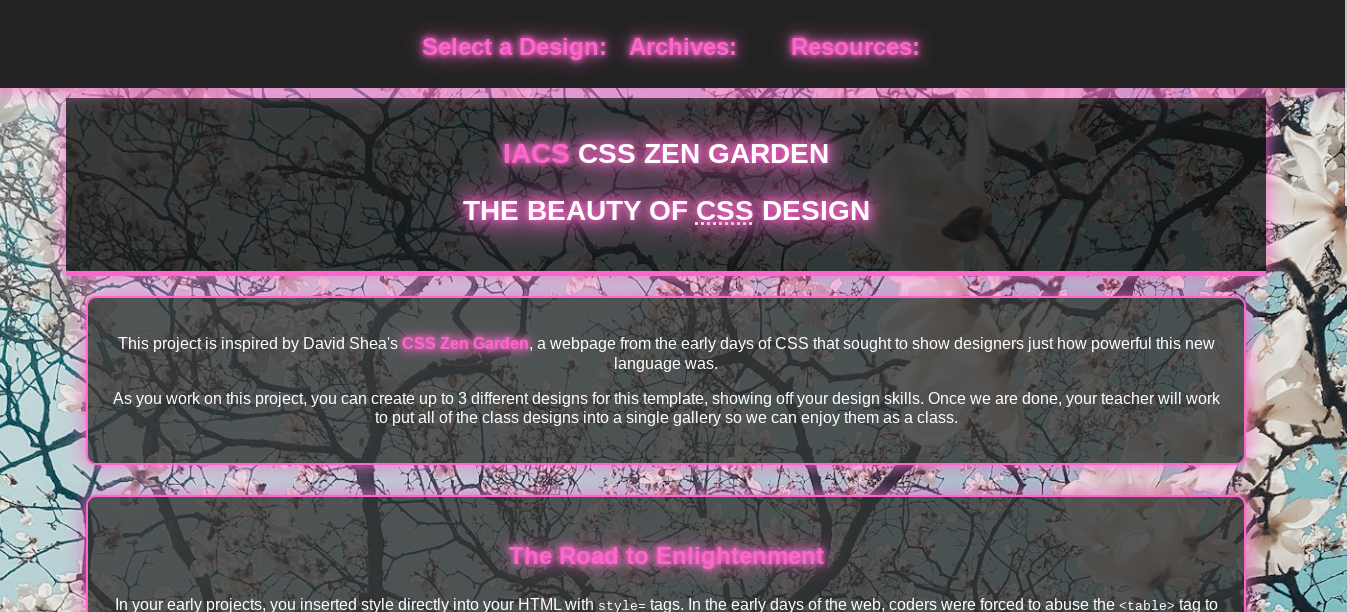 Select a Design: Archives: Resources:
IACS CSS ZEN GARDEN
THE BEAUTY OF CSS DESIGN
This project is inspired by David Shea's CSS Zen Garden, a webpage from the early days of CSS that sought to show designers just how powerful this new
language was.
As you work on this project, you can create up to 3 different designs for this template, showing off your design skills. Once we are done, your teacher will work
to put all of the class designs into a single gallery so we can enjoy them as a class.
The Road to Enlightenment
In your early projects, you inserted style directly into your HTML with style= tags. In the early days of the web, coders were forced to abuse the <table> tag to